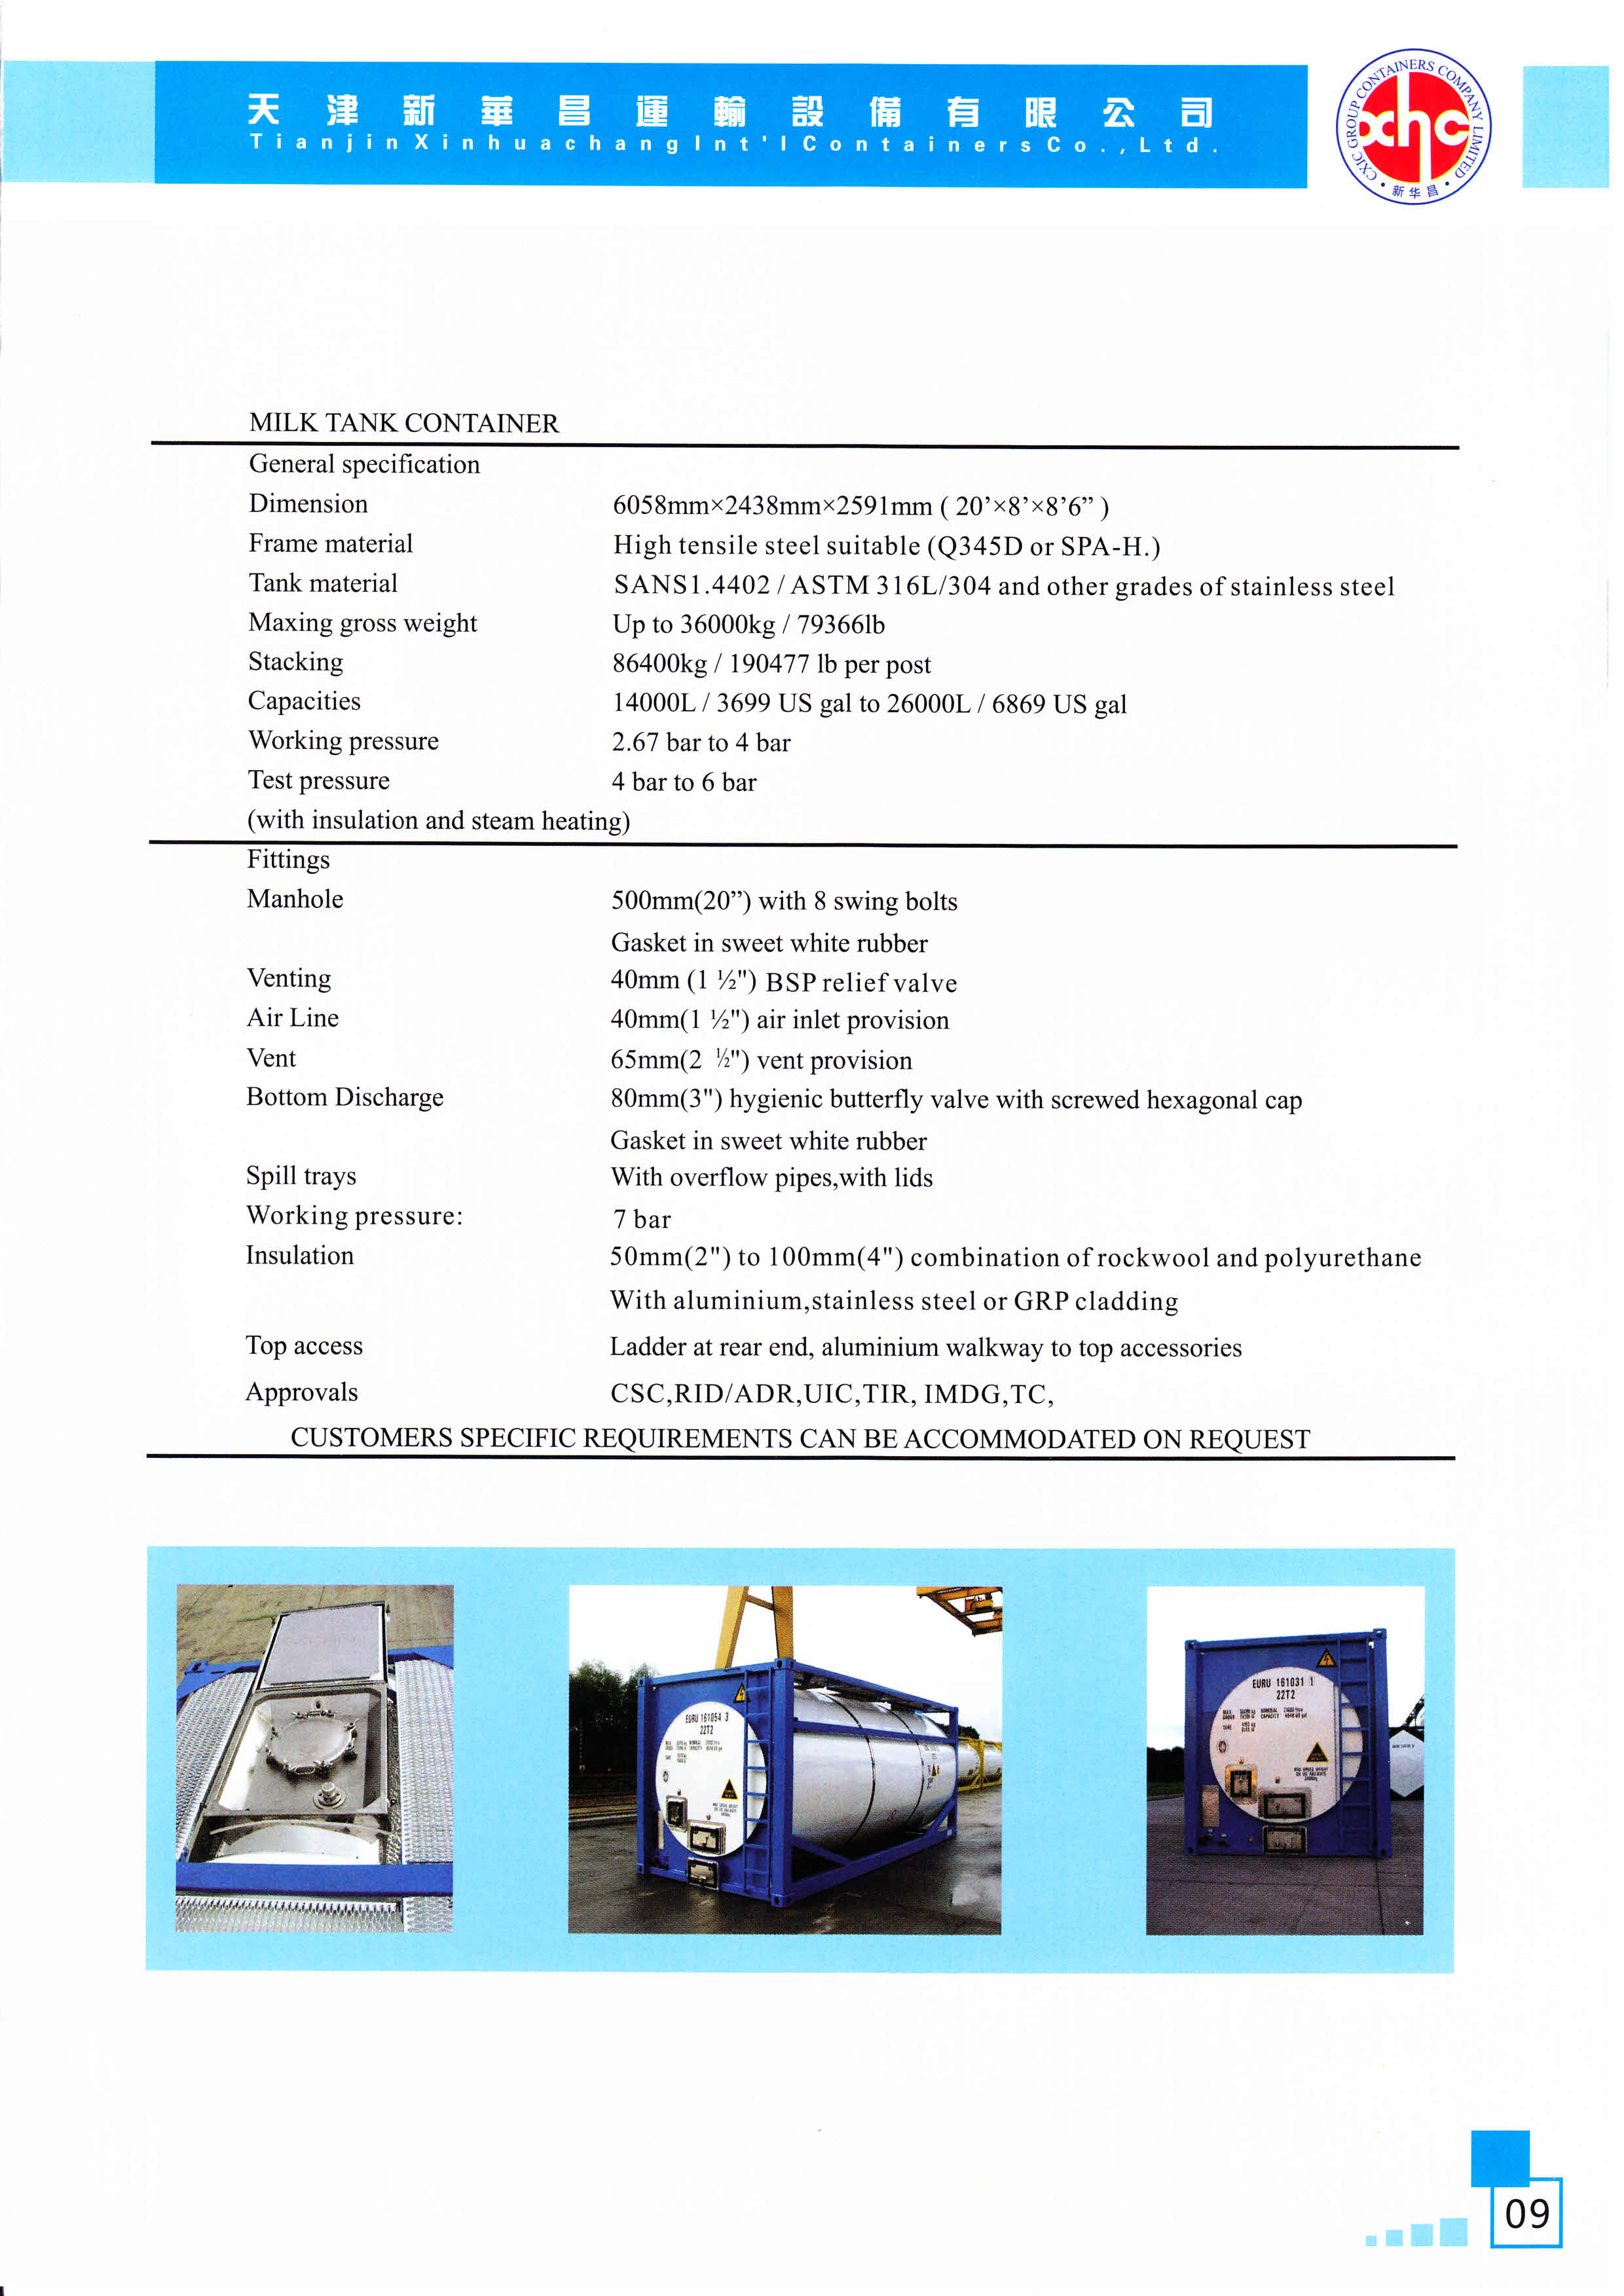 天津新華昌運輸設備有限公司
TianjinXinhuachangInt'lContainersCo.,Ltd.
CXIC GROUP CONTAINERS COMPANY LIMITED
xhc
新华昌
MILK TANK CONTAINER
General specification
Dimension 6058mm×2438mm×2591mm ( 20’×8’×8’6” )
Frame material High tensile steel suitable (Q345D or SPA-H.)
Tank material SANS1.4402 / ASTM 316L/304 and other grades of stainless steel
Maxing gross weight Up to 36000kg / 79366lb
Stacking 86400kg / 190477 lb per post
Capacities 14000L / 3699 US gal to 26000L / 6869 US gal
Working pressure 2.67 bar to 4 bar
Test pressure 4 bar to 6 bar
(with insulation and steam heating)
Fittings
Manhole 500mm(20”) with 8 swing bolts
Gasket in sweet white rubber
Venting 40mm (1 ½") BSP relief valve
Air Line 40mm(1 ½") air inlet provision
Vent 65mm(2 ½") vent provision
Bottom Discharge 80mm(3") hygienic butterfly valve with screwed hexagonal cap
Gasket in sweet white rubber
Spill trays With overflow pipes,with lids
Working pressure: 7 bar
Insulation 50mm(2") to 100mm(4") combination of rockwool and polyurethane
With aluminium,stainless steel or GRP cladding
Top access Ladder at rear end, aluminium walkway to top accessories
Approvals CSC,RID/ADR,UIC,TIR, IMDG,TC,
CUSTOMERS SPECIFIC REQUIREMENTS CAN BE ACCOMMODATED ON REQUEST
EURU 161054 3
22T2
EURU 161031 1
22T2
09